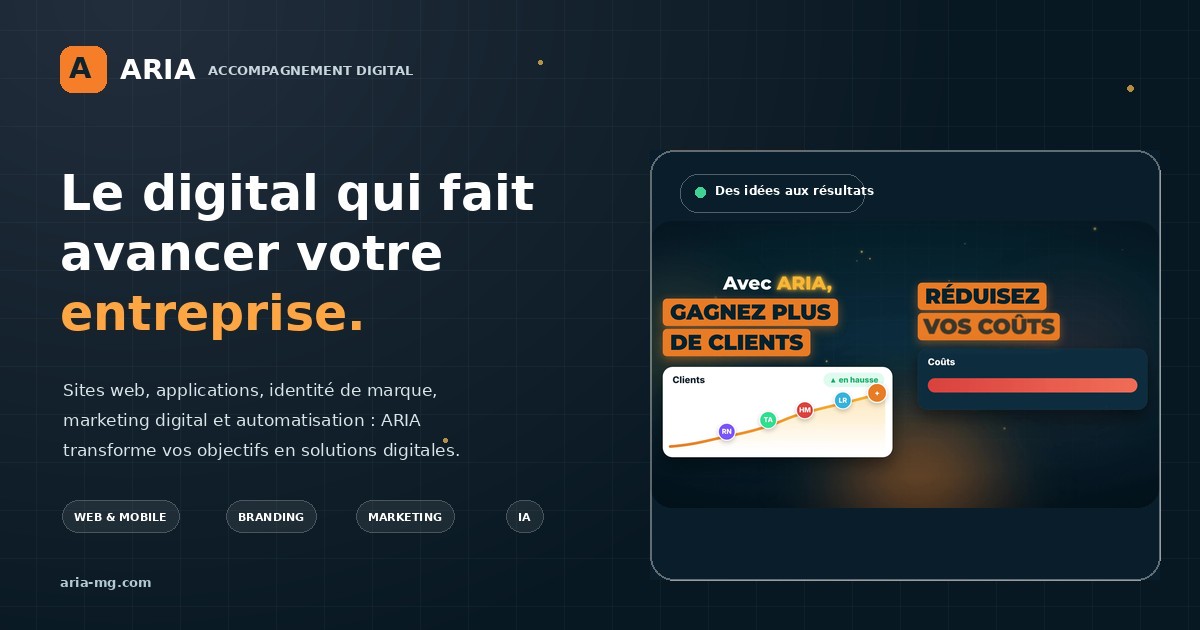 A
ARIA ACCOMPAGNEMENT DIGITAL
Le digital qui fait
avancer votre
entreprise.
Sites web, applications, identité de marque,
marketing digital et automatisation : ARIA
transforme vos objectifs en solutions digitales.
WEB & MOBILE
BRANDING
MARKETING
IA
aria-mg.com
Des idées aux résultats
Avec ARIA,
GAGNEZ PLUS
DE CLIENTS
Clients
▲ en hausse
RN
TA
HM
LR
RÉDUISEZ
VOS COÛTS
Coûts